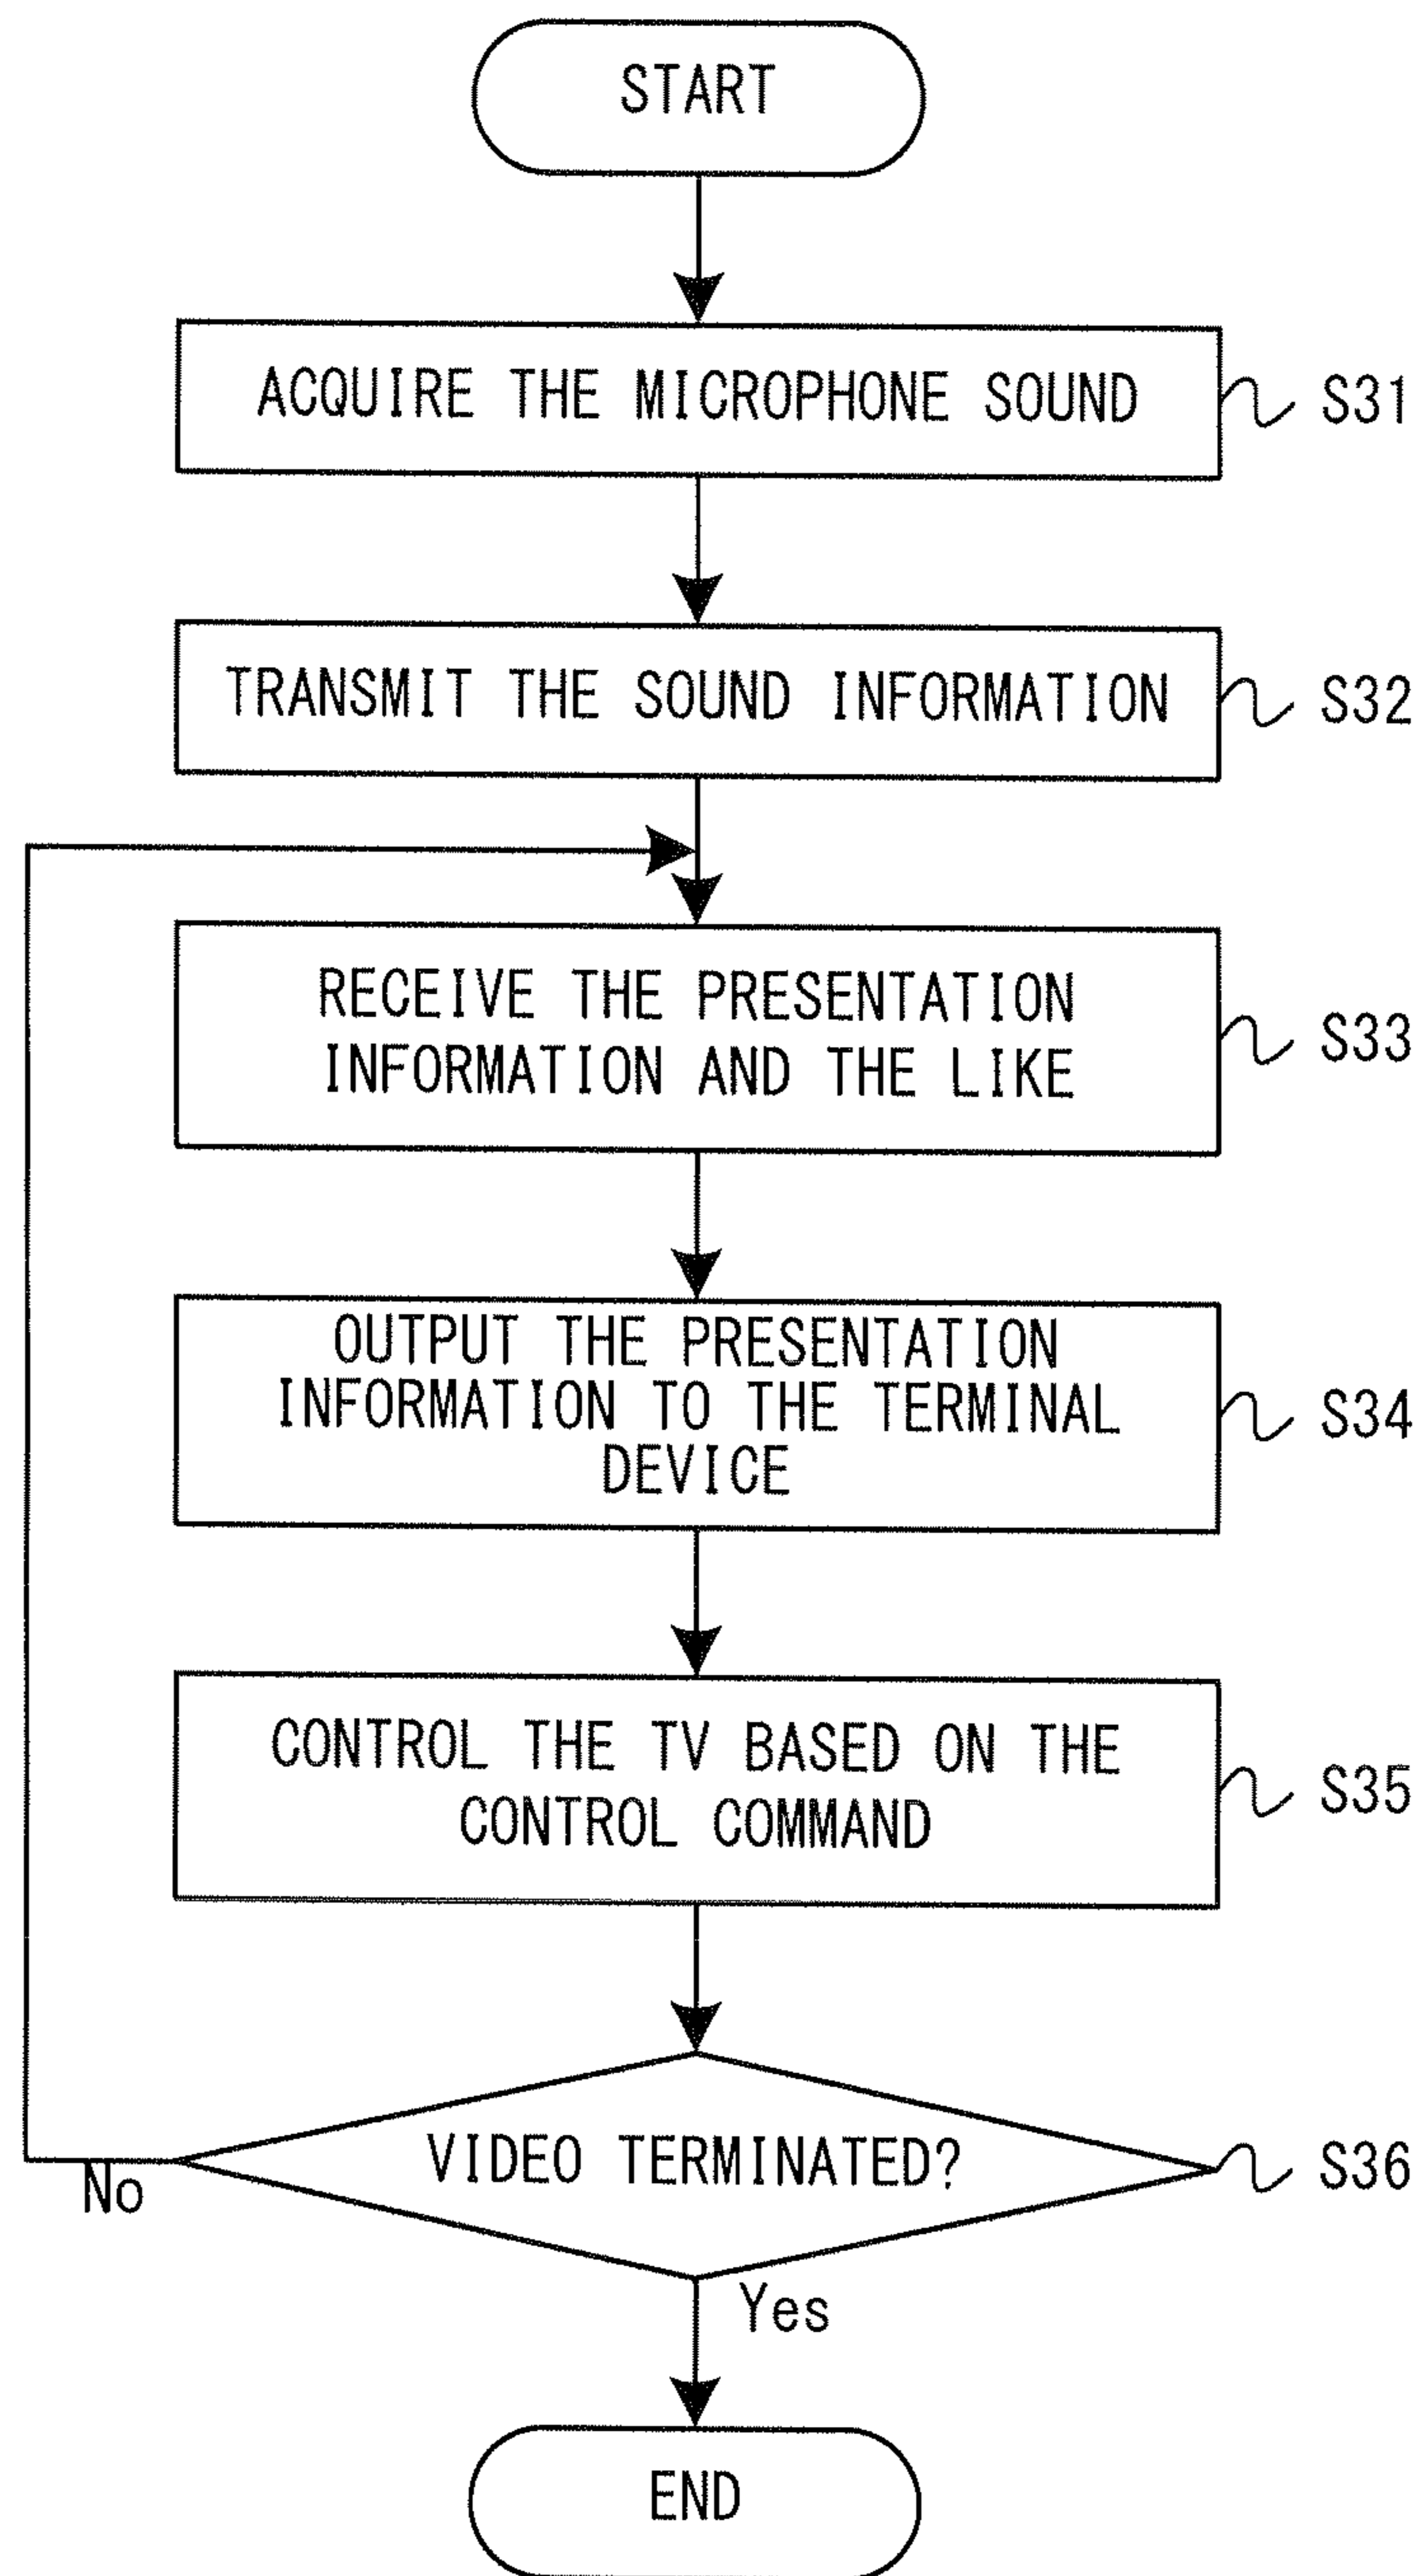 START
ACQUIRE THE MICROPHONE SOUND
S31
TRANSMIT THE SOUND INFORMATION
S32
RECEIVE THE PRESENTATION
INFORMATION AND THE LIKE
S33
OUTPUT THE PRESENTATION
INFORMATION TO THE TERMINAL
DEVICE
S34
CONTROL THE TV BASED ON THE
CONTROL COMMAND
S35
VIDEO TERMINATED?
S36
No
Yes
END